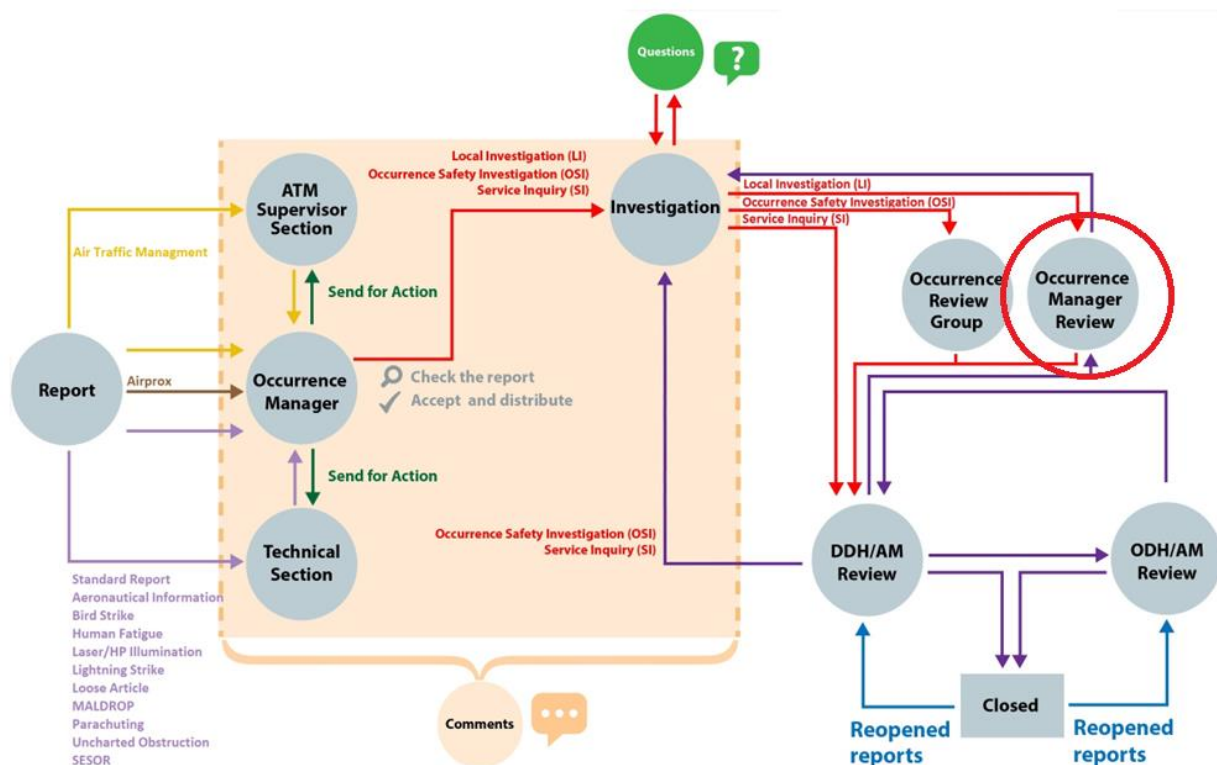 Questions
?
ATM
Supervisor
Section
Local Investigation (LI)
Occurrence Safety Investigation (OSI)
Service Inquiry (SI)
Investigation
Local Investigation (LI)
Occurrence Safety Investigation (OSI)
Service Inquiry (SI)
Air Traffic Managment
Send for Action
Occurrence
Review
Group
Occurrence
Manager
Review
Report
Airprox
Occurrence
Manager
Check the report
Accept and distribute
Send for Action
Technical
Section
Occurrence Safety Investigation (OSI)
Service Inquiry (SI)
DDH/AM
Review
ODH/AM
Review
Standard Report
Aeronautical Information
Bird Strike
Human Fatigue
Laser/HP Illumination
Lightning Strike
Loose Article
MALDROP
Parachuting
Uncharted Obstruction
SESOR
Comments
Closed
Reopened
reports
Reopened
reports